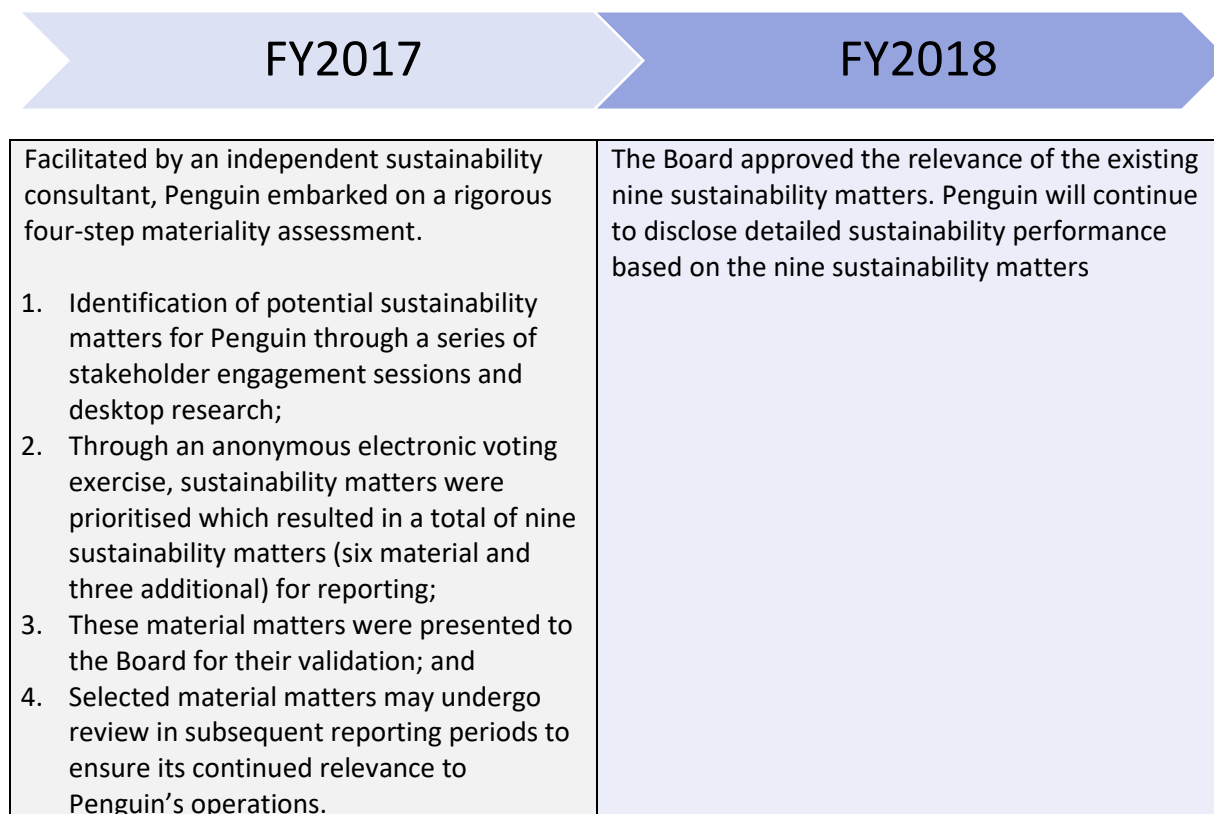 FY2017
FY2018
Facilitated by an independent sustainability
consultant, Penguin embarked on a rigorous
four-step materiality assessment.
1. Identification of potential sustainability
matters for Penguin through a series of
stakeholder engagement sessions and
desktop research;
2. Through an anonymous electronic voting
exercise, sustainability matters were
prioritised which resulted in a total of nine
sustainability matters (six material and
three additional) for reporting;
3. These material matters were presented to
the Board for their validation; and
4. Selected material matters may undergo
review in subsequent reporting periods to
ensure its continued relevance to
Penguin’s operations.
The Board approved the relevance of the existing
nine sustainability matters. Penguin will continue
to disclose detailed sustainability performance
based on the nine sustainability matters